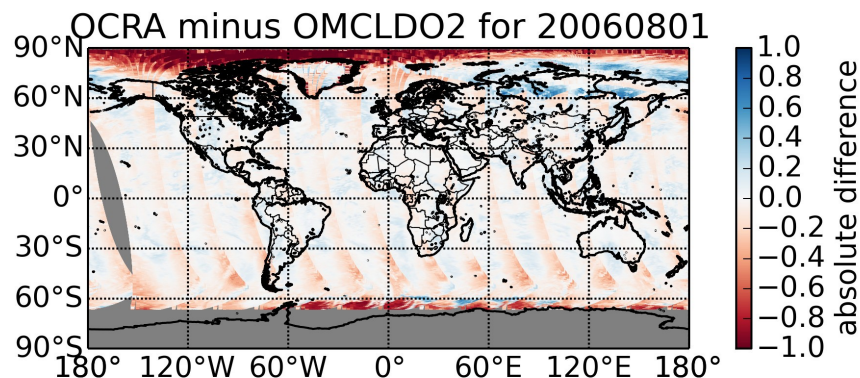 OCRA minus OMCLDO2 for 20060801
90°N
60°N
30°N
0°
30°S
60°S
90°S
180° 120°W 60°W 0° 60°E 120°E 180°
1.0
0.8
0.6
0.4
0.2
0.0
−0.2
−0.4
−0.6
−0.8
−1.0
absolute difference